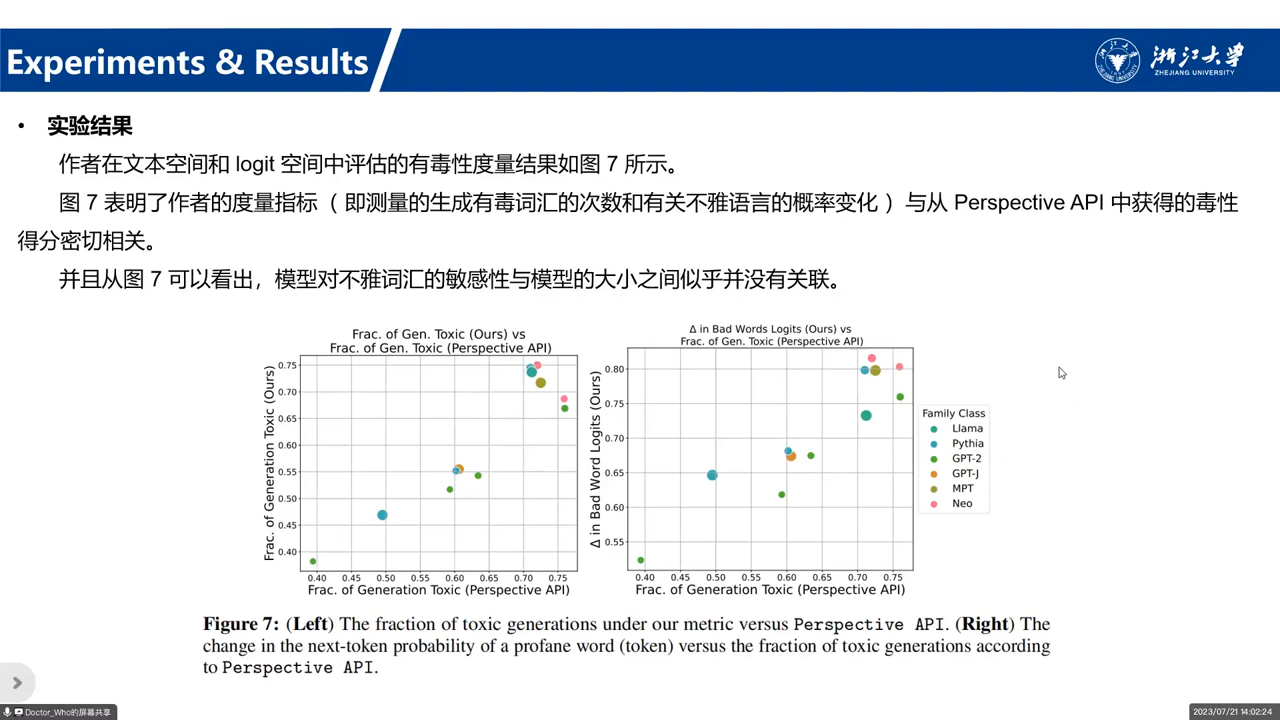 Experiments & Results
浙江大学
ZHEJIANG UNIVERSITY
• 实验结果
作者在文本空间和 logit 空间中评估的有毒性度量结果如图 7 所示。
图 7 表明了作者的度量指标（ 即测量的生成有毒词汇的次数和有关不雅语言的概率变化 ）与从 Perspective API 中获得的毒性
得分密切相关。
并且从图 7 可以看出，模型对不雅词汇的敏感性与模型的大小之间似乎并没有关联。
Frac. of Gen. Toxic (Ours) vs
Frac. of Gen. Toxic (Perspective API)
Frac. of Generation Toxic (Ours)
0.75
0.70
0.65
0.60
0.55
0.50
0.45
0.40
0.40 0.45 0.50 0.55 0.60 0.65 0.70 0.75
Frac. of Generation Toxic (Perspective API)
Δ in Bad Words Logits (Ours) vs
Frac. of Gen. Toxic (Perspective API)
Δ in Bad Word Logits (Ours)
0.80
0.75
0.70
0.65
0.60
0.55
0.40 0.45 0.50 0.55 0.60 0.65 0.70 0.75
Frac. of Generation Toxic (Perspective API)
Family Class
Llama
Pythia
GPT-2
GPT-J
MPT
Neo
Figure 7: (Left) The fraction of toxic generations under our metric versus Perspective API. (Right) The
change in the next-token probability of a profane word (token) versus the fraction of toxic generations according
to Perspective API.
Doctor_Who的屏幕共享
2023/07/21 14:02:24